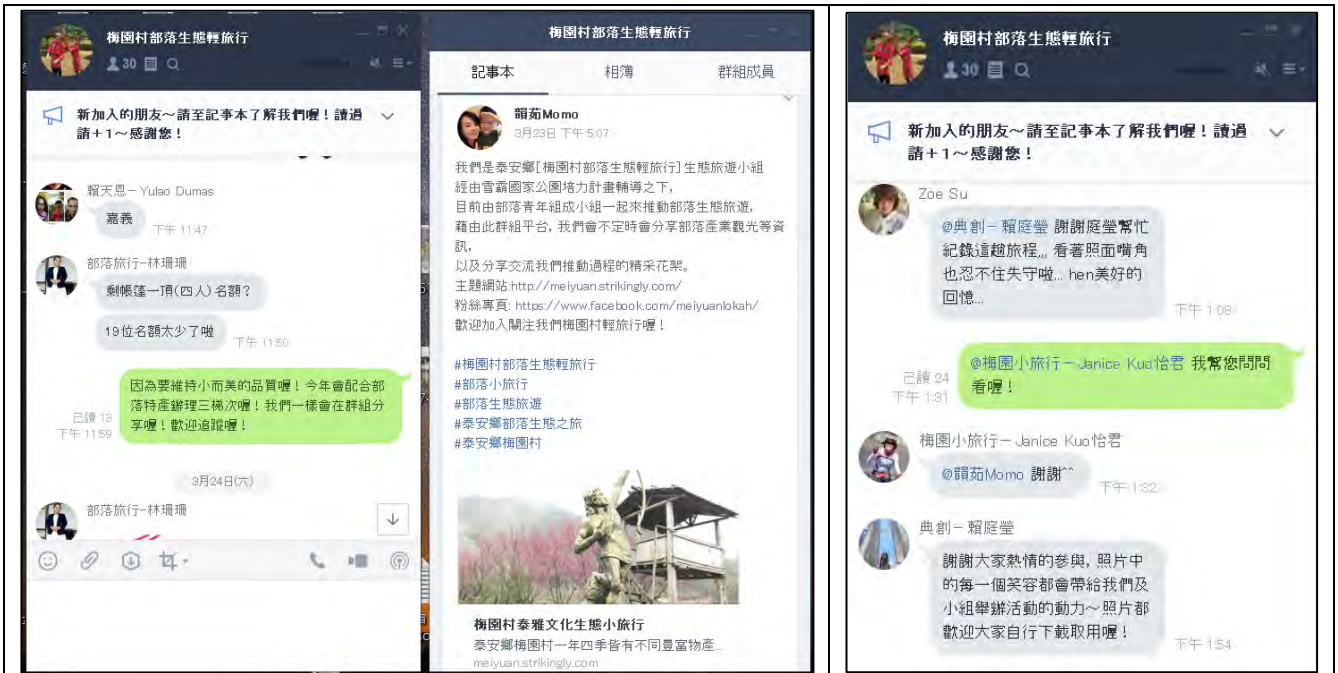 梅園村部落生態輕旅行
30
新加入的朋友～請至記事本了解我們喔！讀過
請+1～感謝您！
賴天恩－Yulao Dumas
嘉義
下午 11:47
部落旅行-林珊珊
剩帳篷一頂(四人)名額？
19位名額太少了啦
下午 11:50
因為要維持小而美的品質喔！今年會配合部
落特產辦理三梯次喔！我們一樣會在群組分
享喔！歡迎追蹤喔！
已讀 13
下午 11:59
3月24日(六)
部落旅行-林珊珊
梅園村部落生態輕旅行
記事本
相簿
群組成員
韻茹Momo
3月23日 下午 5:07
我們是泰安鄉[梅園村部落生態輕旅行]生態旅遊小組
經由雪霸國家公園培力計畫輔導之下,
目前由部落青年組成小組一起來推動部落生態旅遊,
藉由此群組平台, 我們會不定時會分享部落產業觀光等資
訊,
以及分享交流我們推動過程的精采花絮。
主題網站:http://meiyuan.strikingly.com/
粉絲專頁: https://www.facebook.com/meiyuanlokah/
歡迎加入關注我們梅園村輕旅行喔！
#梅園村部落生態輕旅行
#部落小旅行
#部落生態旅遊
#泰安鄉部落生態之旅
#泰安鄉梅園村
梅園村泰雅文化生態小旅行
泰安鄉梅園村一年四季皆有不同豐富物產...
meiyuan.strikingly.com
梅園村部落生態輕旅行
30
新加入的朋友～請至記事本了解我們喔！讀過
請+1～感謝您！
Zoe Su
@典創－賴庭瑩 謝謝庭瑩幫忙
紀錄這趟旅程,,, 看著照面嘴角
也忍不住失守啦... hen美好的
回憶...
下午 1:08
@梅園小旅行－Janice Kuo怡君 我幫您問問
看喔！
已讀 24
下午 1:31
梅園小旅行－Janice Kuo怡君
@韻茹Momo 謝謝^^
下午 1:32
典創－賴庭瑩
謝謝大家熱情的參與, 照片中
的每一個笑容都會帶給我們及
小組舉辦活動的動力～照片都
歡迎大家自行下載取用喔！
下午 1:54